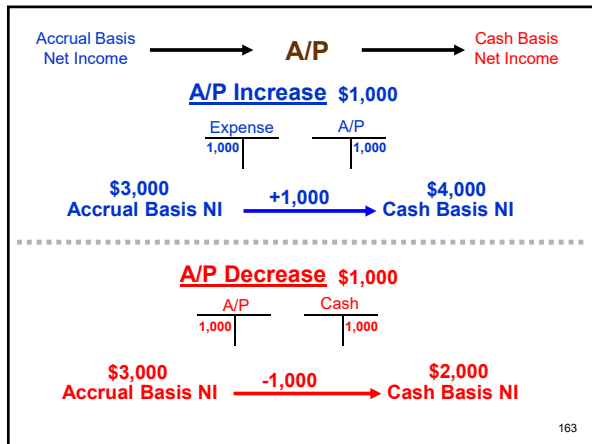 Accrual Basis
Net Income
A/P
Cash Basis
Net Income
A/P Increase $1,000
Expense A/P
1,000 1,000
$3,000 +1,000 $4,000
Accrual Basis NI Cash Basis NI
A/P Decrease $1,000
A/P Cash
1,000 1,000
$3,000 -1,000 $2,000
Accrual Basis NI Cash Basis NI
163